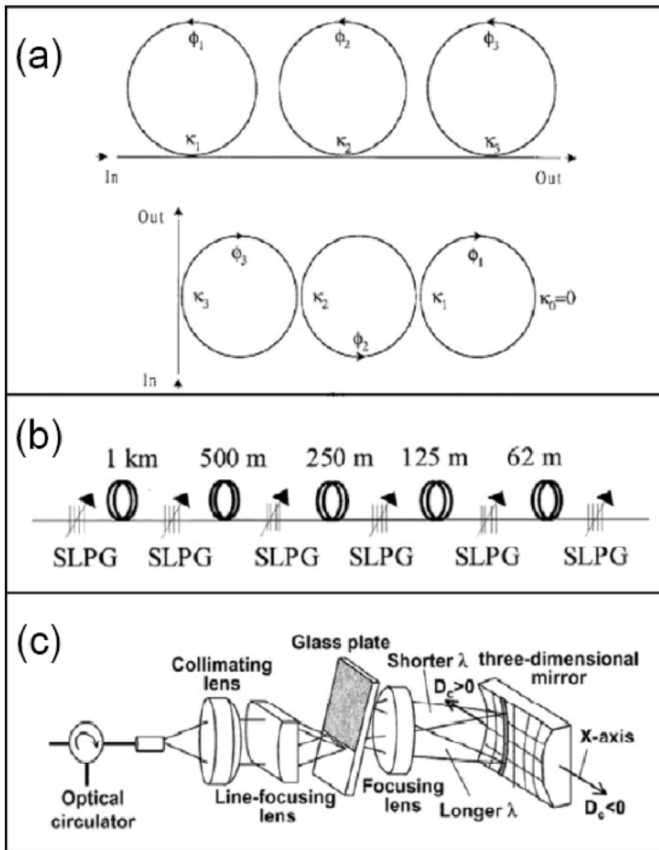 (a)
ϕ1 ϕ2 ϕ3
κ1 κ2 κ3
In Out
Out
ϕ3 ϕ1
κ3 κ2 κ1 κ0=0
ϕ2
In
(b)
1 km 500 m 250 m 125 m 62 m
SLPG SLPG SLPG SLPG SLPG SLPG
(c)
Glass plate
Collimating
lens
Shorter λ
three-dimensional
mirror
Dc>0
X-axis
Optical
circulator
Line-focusing
lens
Focusing
lens
Longer λ
Dc<0